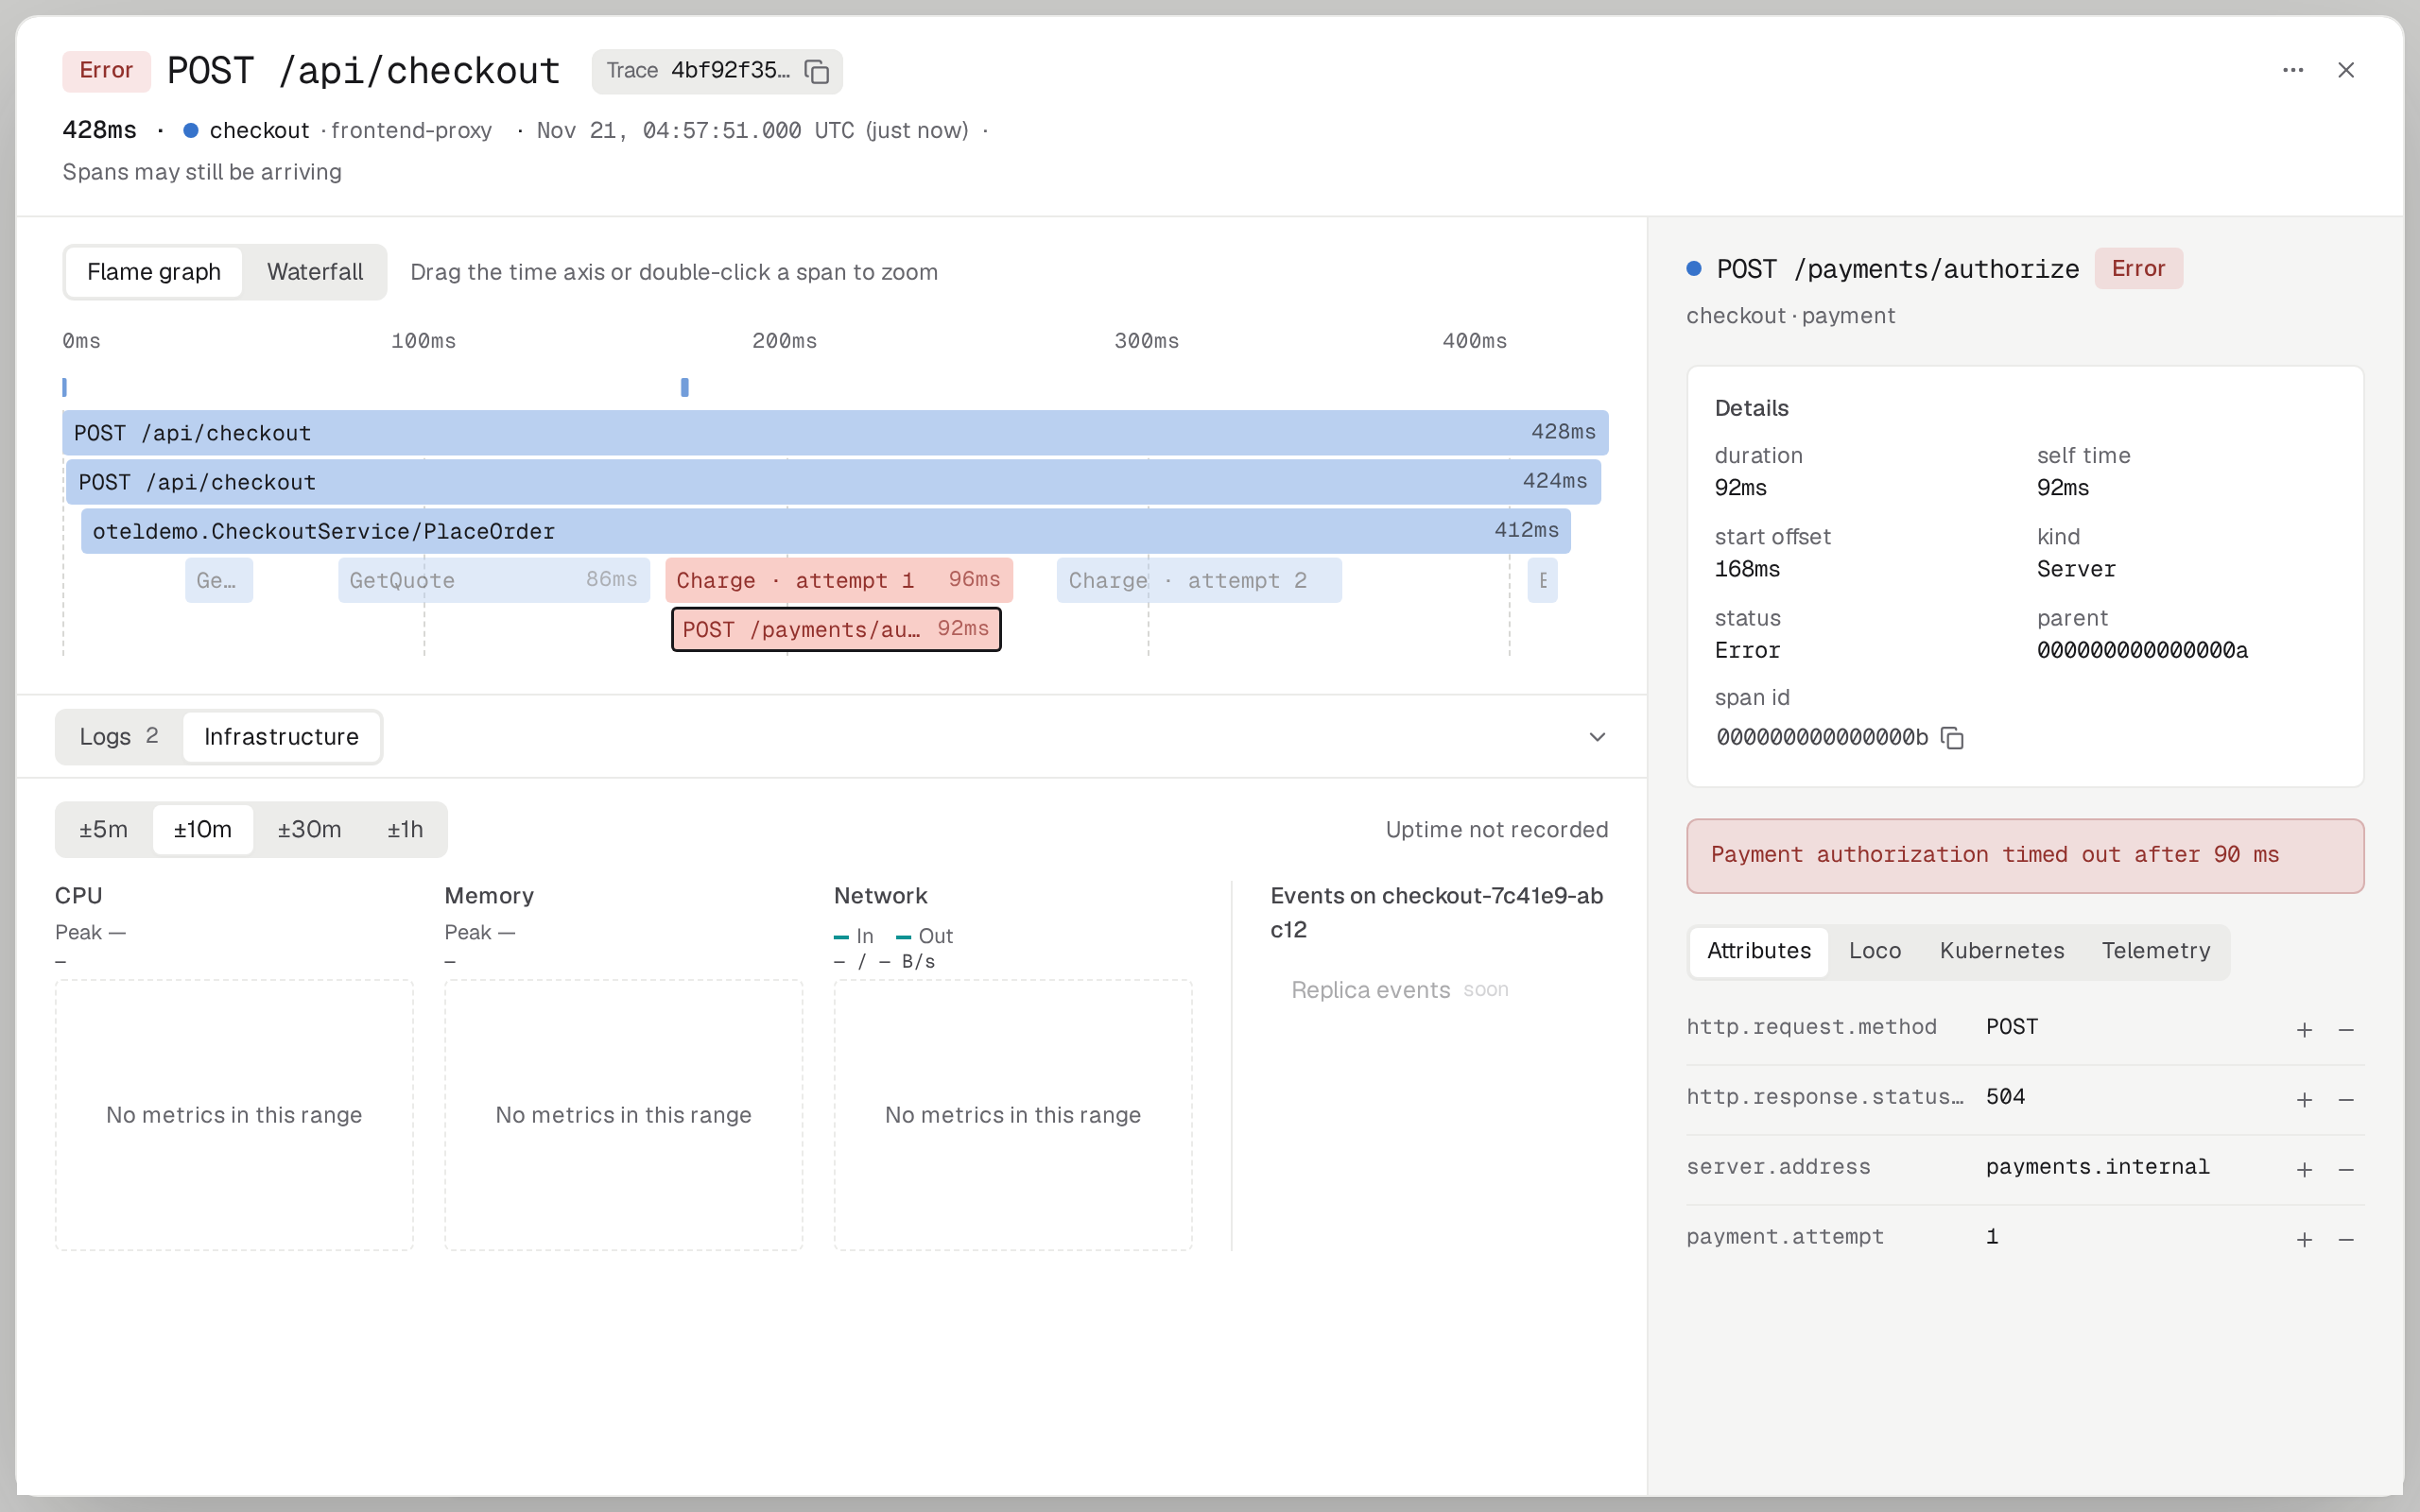 Error POST /api/checkout Trace 4bf92f35…
428ms · checkout · frontend-proxy · Nov 21, 04:57:51.000 UTC (just now) ·
Spans may still be arriving
Flame graph Waterfall Drag the time axis or double-click a span to zoom
0ms 100ms 200ms 300ms 400ms
POST /api/checkout 428ms
POST /api/checkout 424ms
oteldemo.CheckoutService/PlaceOrder 412ms
Ge… GetQuote 86ms Charge · attempt 1 96ms Charge · attempt 2
POST /payments/au… 92ms
Logs 2 Infrastructure
±5m ±10m ±30m ±1h Uptime not recorded
CPU
Peak —
–
No metrics in this range
Memory
Peak —
–
No metrics in this range
Network
In Out
– / – B/s
No metrics in this range
Events on checkout-7c41e9-ab
c12
Replica events soon
POST /payments/authorize Error
checkout · payment
Details
duration self time
92ms 92ms
start offset kind
168ms Server
status parent
Error 000000000000000a
span id
000000000000000b
Payment authorization timed out after 90 ms
Attributes Loco Kubernetes Telemetry
http.request.method POST + −
http.response.status… 504 + −
server.address payments.internal + −
payment.attempt 1 + −